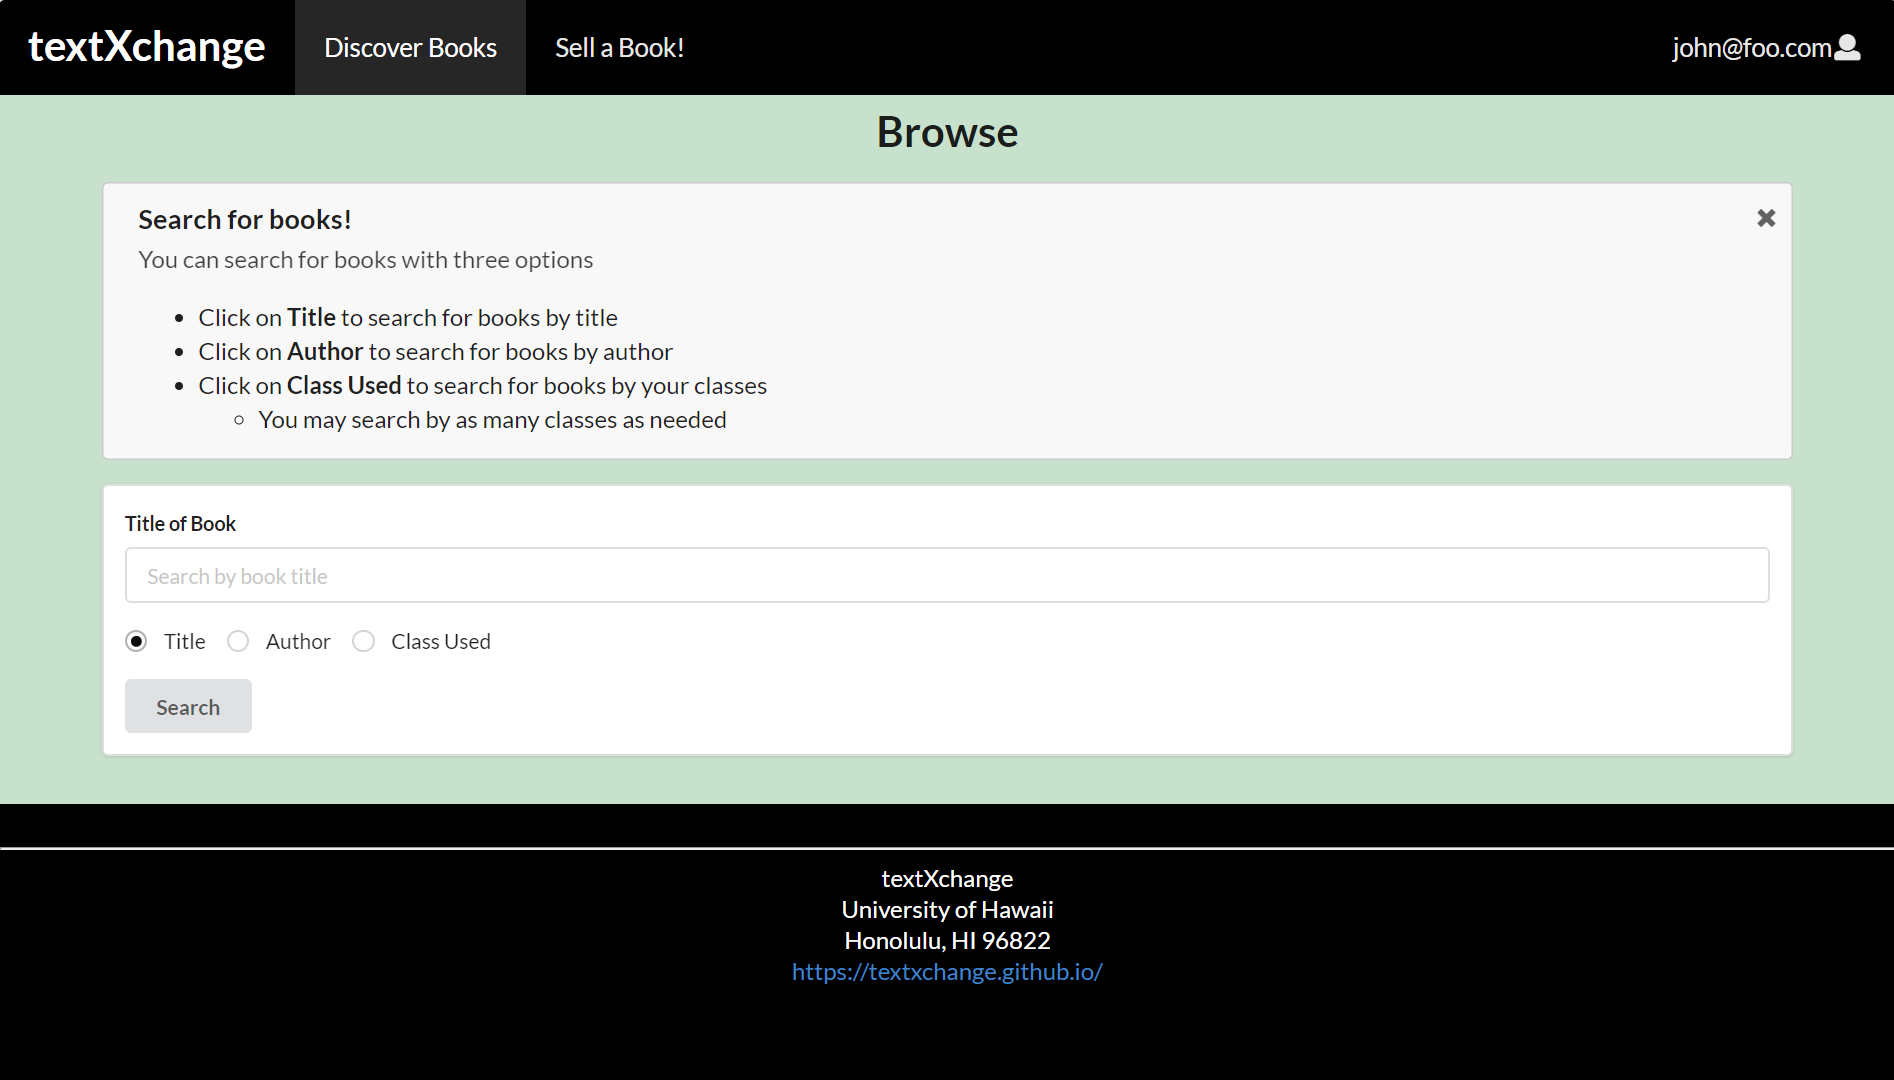 textXchange
Discover Books
Sell a Book!
john@foo.com
Browse
Search for books!
You can search for books with three options
Click on Title to search for books by title
Click on Author to search for books by author
Click on Class Used to search for books by your classes
You may search by as many classes as needed
Title of Book
Search by book title
Title
Author
Class Used
Search
textXchange
University of Hawaii
Honolulu, HI 96822
https://textxchange.github.io/